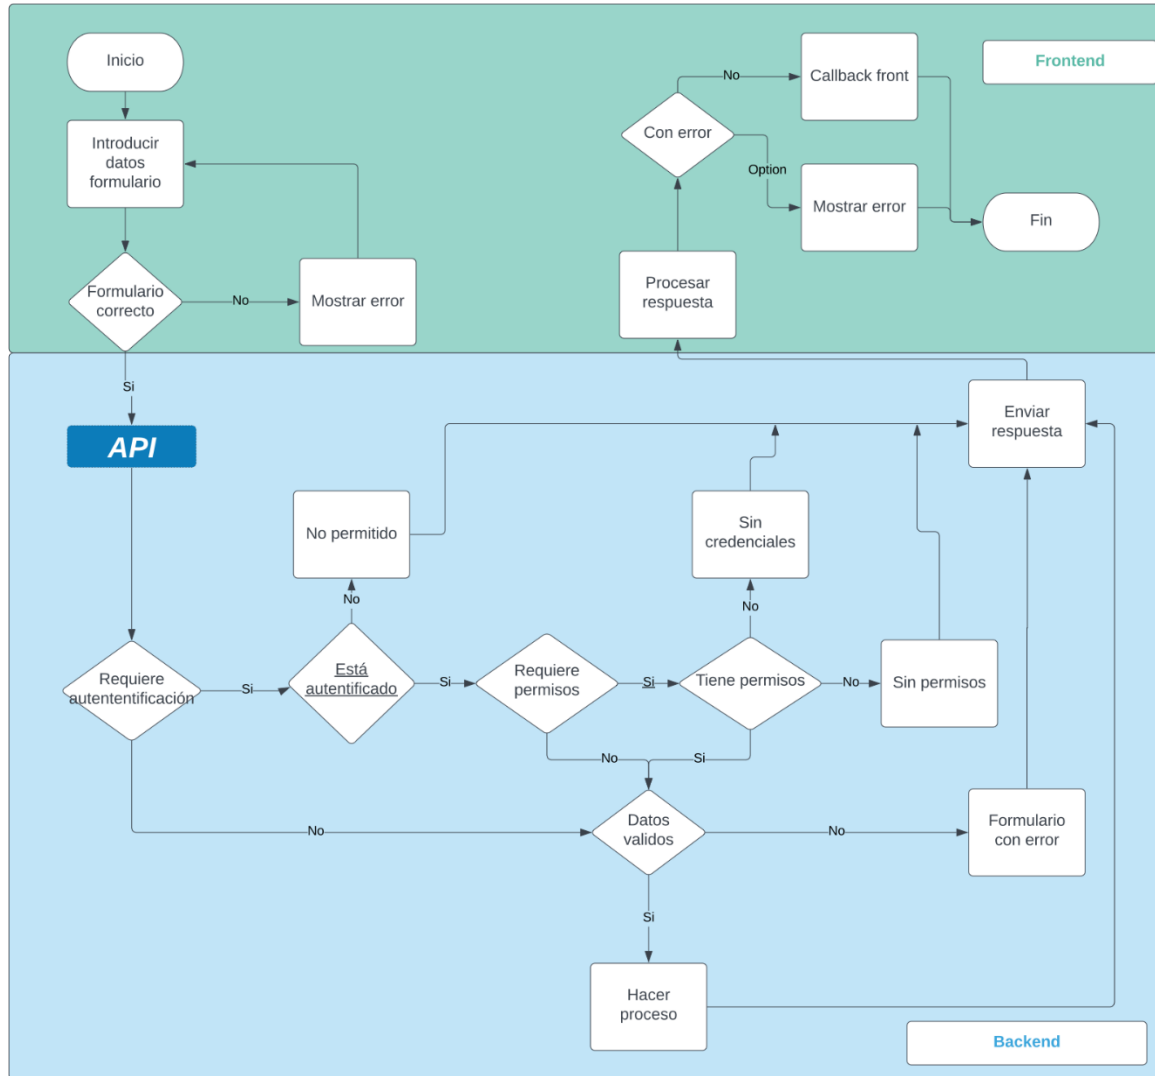 Inicio
Introducir
datos
formulario
Formulario
correcto
No
Mostrar error
Si
Con error
No
Callback front
Option
Mostrar error
Fin
Procesar
respuesta
Frontend
API
Enviar
respuesta
No permitido
No
Sin
credenciales
No
Requiere
autententificación
Si
Está
autentificado
Si
Requiere
permisos
Si
Tiene permisos
No
Sin permisos
No
Si
No
Datos
validos
No
Formulario
con error
Si
Hacer
proceso
Backend